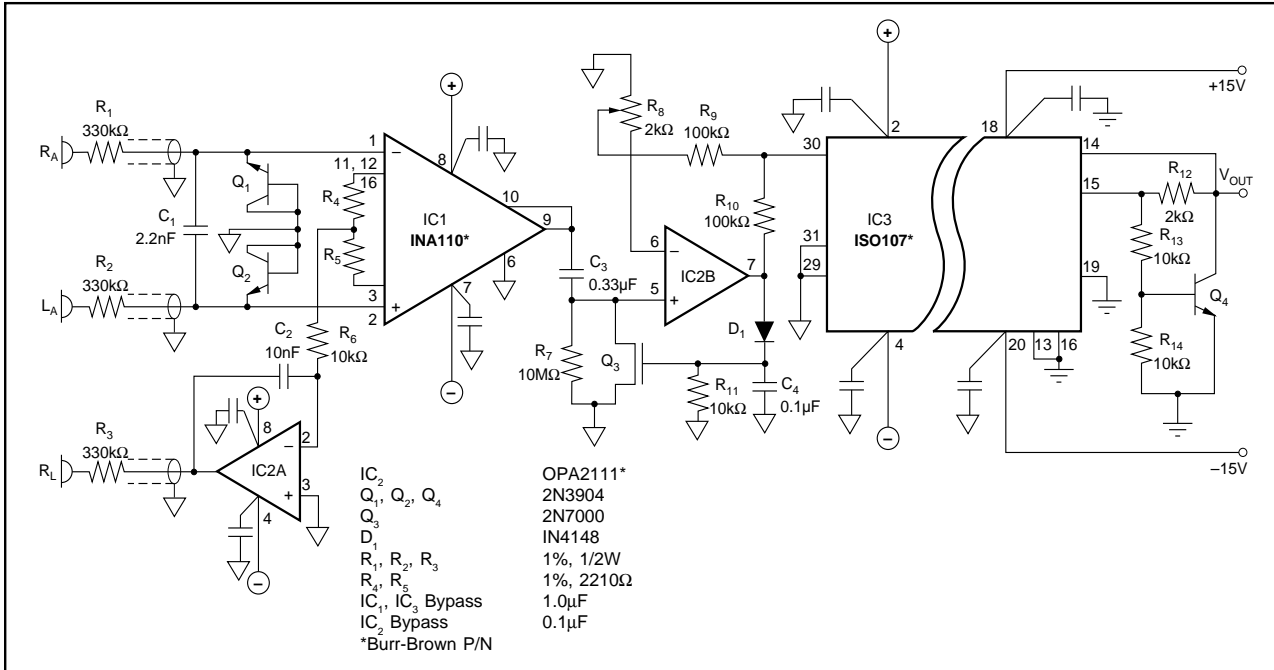 R1
330kΩ
RA
R2
330kΩ
LA
C1
2.2nF
Q1
Q2
1
−
11, 12
16
R4
R5
3
+
2
8
IC1
INA110*
10
9
6
7
+
−
C2
10nF
R6
10kΩ
R3
330kΩ
RL
+
8
2
−
IC2A
+
3
4
−
C3
0.33µF
R7
10MΩ
Q3
R8
2kΩ
R9
100kΩ
R10
100kΩ
6
−
IC2B
7
5
+
D1
R11
10kΩ
C4
0.1µF
+
2
30
31
29
IC3
ISO107*
4
−
18
14
15
19
20
13
16
+15V
R12
2kΩ
VOUT
R13
10kΩ
Q4
R14
10kΩ
−15V
IC2 OPA2111*
Q1, Q2, Q4 2N3904
Q3 2N7000
D1 IN4148
R1, R2, R3 1%, 1/2W
R4, R5 1%, 2210Ω
IC1, IC3 Bypass 1.0µF
IC2 Bypass 0.1µF
*Burr-Brown P/N